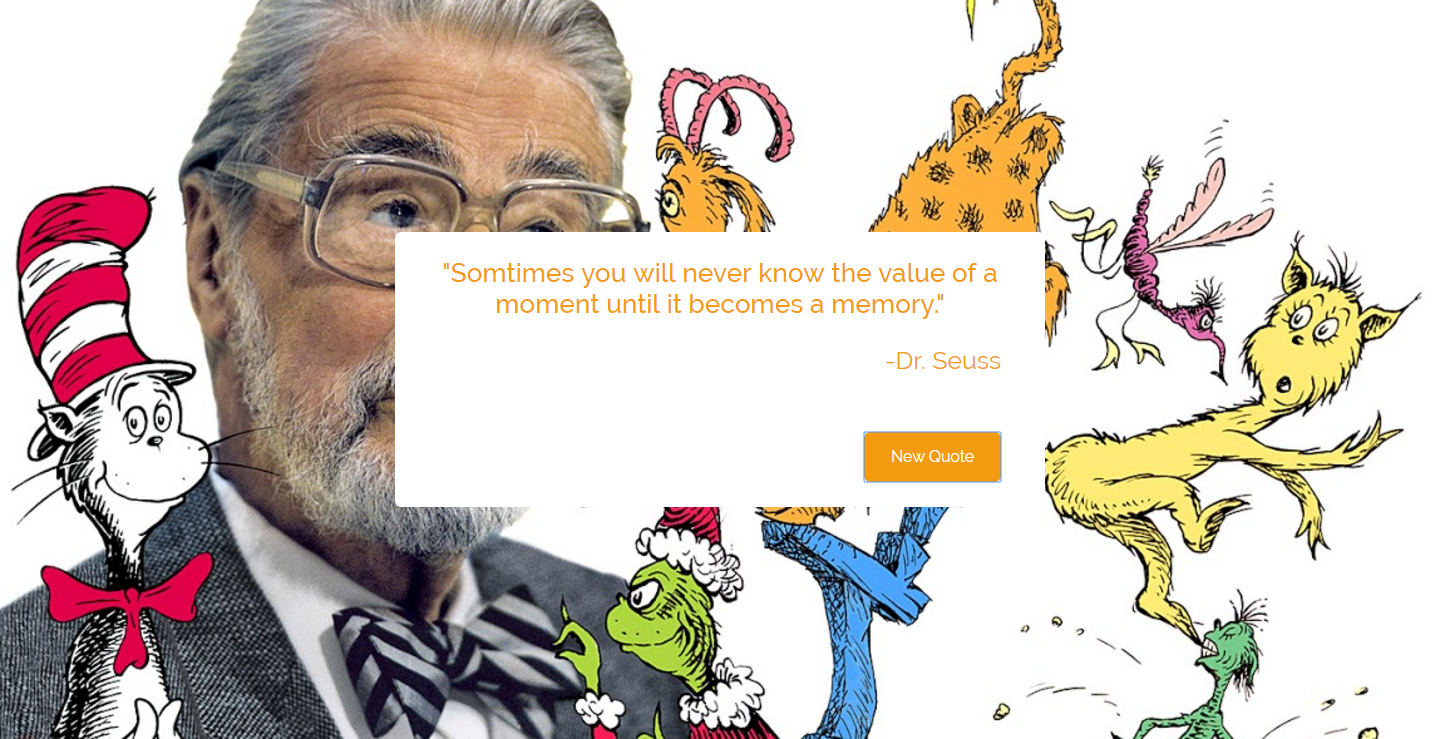 "Somtimes you will never know the value of a
moment until it becomes a memory."
-Dr. Seuss
New Quote